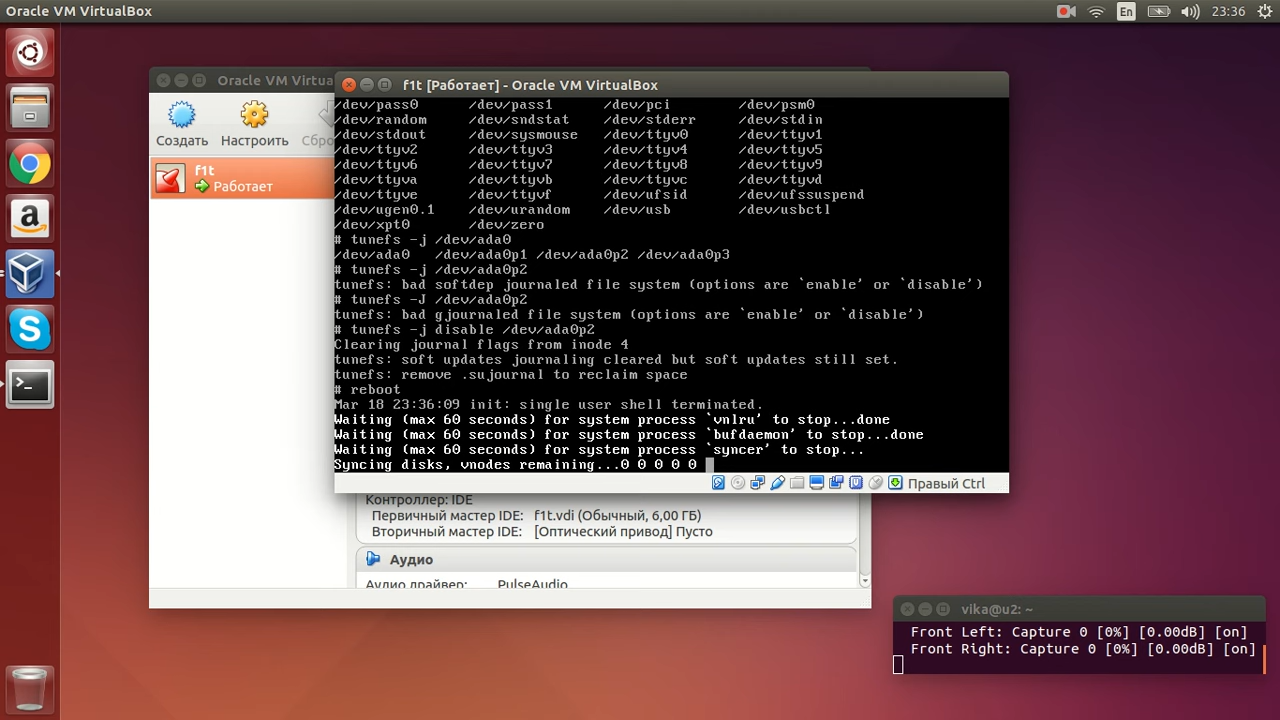 Oracle VM VirtualBox
En
23:36
Oracle VM Virtua
Создать
Настроить
Сбро
f1t
Работает
f1t [Работает] - Oracle VM VirtualBox
/dev/pass0 /dev/pass1 /dev/pci /dev/psm0
/dev/random /dev/sndstat /dev/stderr /dev/stdin
/dev/stdout /dev/sysmouse /dev/ttyv0 /dev/ttyv1
/dev/ttyv2 /dev/ttyv3 /dev/ttyv4 /dev/ttyv5
/dev/ttyv6 /dev/ttyv7 /dev/ttyv8 /dev/ttyv9
/dev/ttyva /dev/ttyvb /dev/ttyvc /dev/ttyvd
/dev/ttyve /dev/ttyvf /dev/ufsid /dev/ufssuspend
/dev/ugen0.1 /dev/urandom /dev/usb /dev/usbctl
/dev/xpt0 /dev/zero
# tunefs -j /dev/ada0
/dev/ada0 /dev/ada0p1 /dev/ada0p2 /dev/ada0p3
# tunefs -j /dev/ada0p2
tunefs: bad softdep journaled file system (options are `enable' or `disable')
# tunefs -J /dev/ada0p2
tunefs: bad gjournaled file system (options are `enable' or `disable')
# tunefs -j disable /dev/ada0p2
Clearing journal flags from inode 4
tunefs: soft updates journaling cleared but soft updates still set.
tunefs: remove .sujournal to reclaim space
# reboot
Mar 18 23:36:09 init: single user shell terminated.
Waiting (max 60 seconds) for system process `vnlru' to stop...done
Waiting (max 60 seconds) for system process `bufdaemon' to stop...done
Waiting (max 60 seconds) for system process `syncer' to stop...
Syncing disks, vnodes remaining...0 0 0 0 0
Правый Ctrl
Контроллер: IDE
Первичный мастер IDE: f1t.vdi (Обычный, 6,00 ГБ)
Вторичный мастер IDE: [Оптический привод] Пусто
Аудио
Аудио драйвер: PulseAudio
vika@u2: ~
Front Left: Capture 0 [0%] [0.00dB] [on]
Front Right: Capture 0 [0%] [0.00dB] [on]